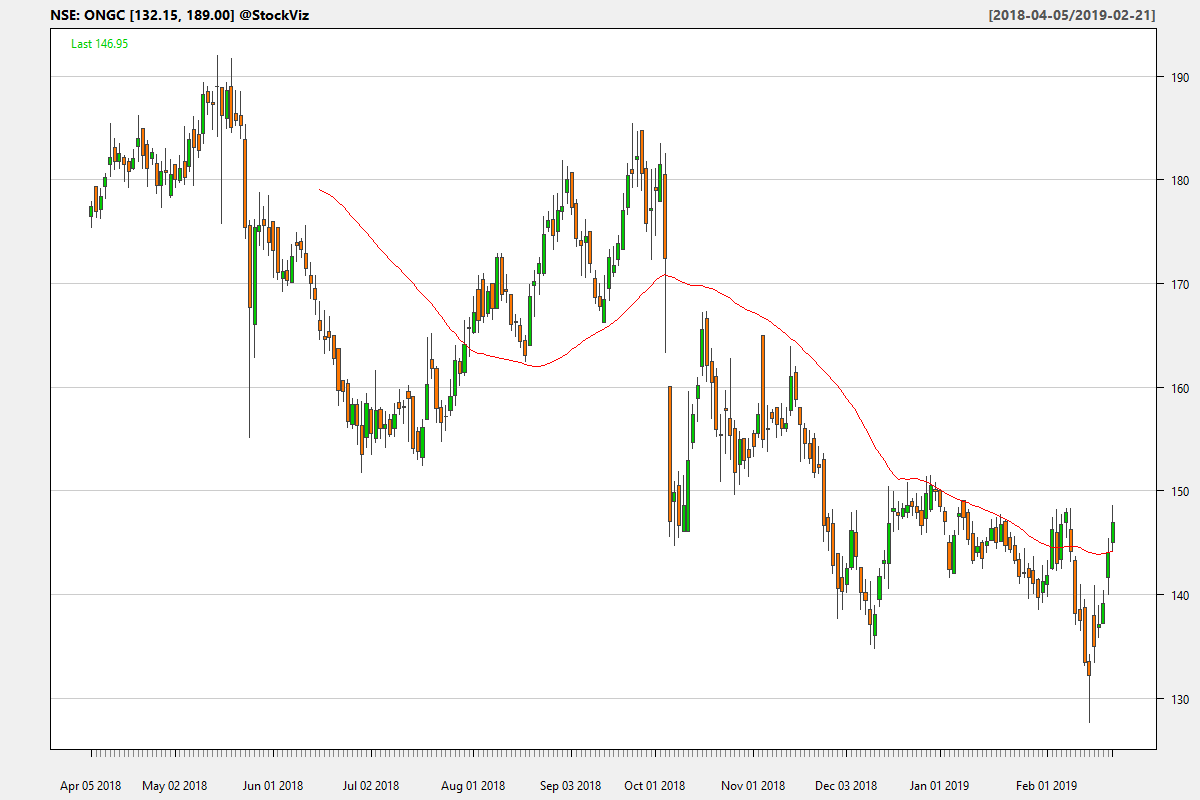 NSE: ONGC [132.15, 189.00] @StockViz
[2018-04-05/2019-02-21]
Last 146.95
190
180
170
160
150
140
130
Apr 05 2018 May 02 2018 Jun 01 2018 Jul 02 2018 Aug 01 2018 Sep 03 2018 Oct 01 2018 Nov 01 2018 Dec 03 2018 Jan 01 2019 Feb 01 2019